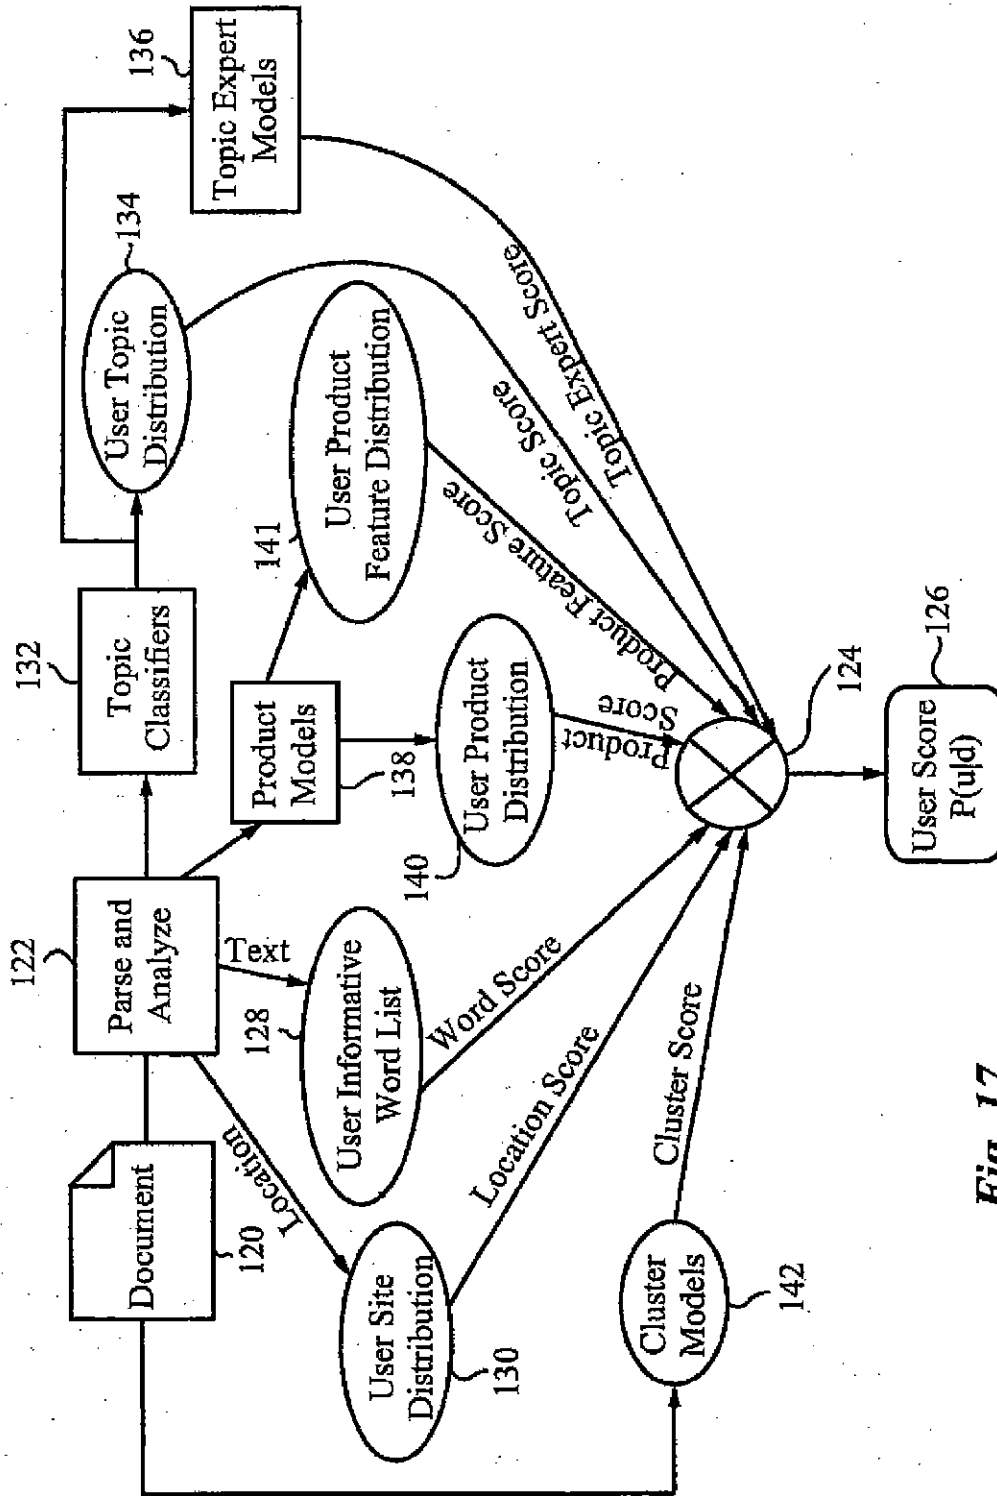 120
Document
122
Parse and
Analyze
132
Topic
Classifiers
134
User Topic
Distribution
136
Topic Expert
Models
Location
Text
138
Product
Models
141
User Product
Feature Distribution
130
User Site
Distribution
128
User Informative
Word List
140
User Product
Distribution
142
Cluster
Models
Cluster Score
Location Score
Word Score
Product
Score
Product Feature Score
Topic Score
Topic Expert Score
124
126
User Score
P(u|d)
Fig. 17